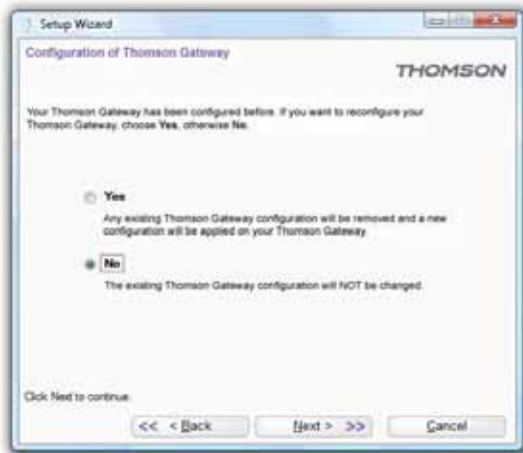 Setup Wizard
Configuration of Thomson Gateway
THOMSON
Your Thomson Gateway has been configured before. If you want to reconfigure your
Thomson Gateway, choose Yes, otherwise No.
Yes
Any existing Thomson Gateway configuration will be removed and a new
configuration will be applied on your Thomson Gateway.
No
The existing Thomson Gateway configuration will NOT be changed.
Click Next to continue.
<< < Back
Next > >>
Cancel